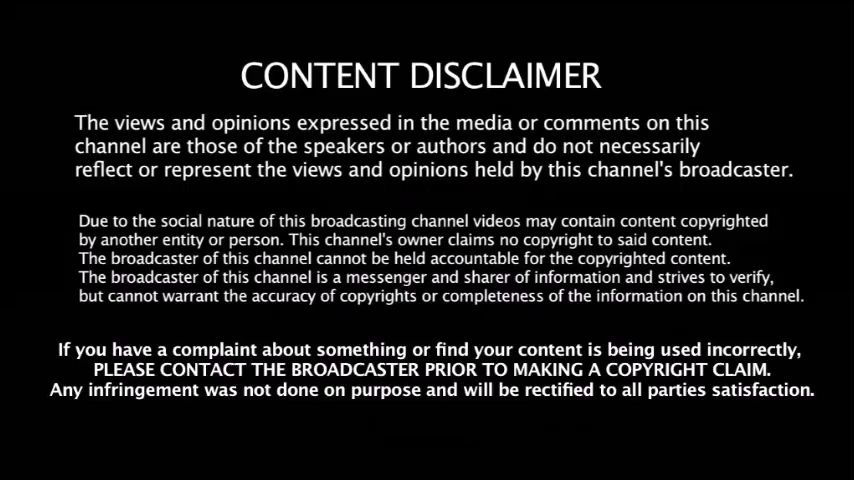 CONTENT DISCLAIMER
The views and opinions expressed in the media or comments on this
channel are those of the speakers or authors and do not necessarily
reflect or represent the views and opinions held by this channel's broadcaster.
Due to the social nature of this broadcasting channel videos may contain content copyrighted
by another entity or person. This channel's owner claims no copyright to said content.
The broadcaster of this channel cannot be held accountable for the copyrighted content.
The broadcaster of this channel is a messenger and sharer of information and strives to verify,
but cannot warrant the accuracy of copyrights or completeness of the information on this channel.
If you have a complaint about something or find your content is being used incorrectly,
PLEASE CONTACT THE BROADCASTER PRIOR TO MAKING A COPYRIGHT CLAIM.
Any infringement was not done on purpose and will be rectified to all parties satisfaction.